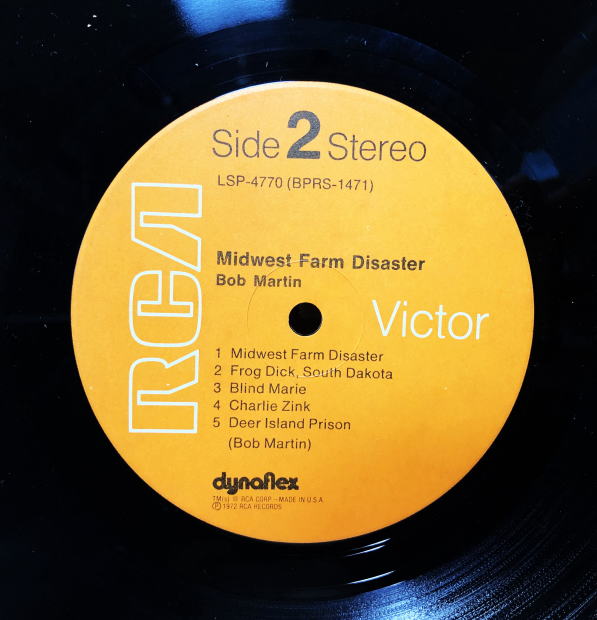 Side 2 Stereo
LSP-4770 (BPRS-1471)
RCA
Midwest Farm Disaster
Bob Martin
Victor
1 Midwest Farm Disaster
2 Frog Dick, South Dakota
3 Blind Marie
4 Charlie Zink
5 Deer Island Prison
(Bob Martin)
dynaflex
TM(s) ® RCA CORP.—MADE IN U.S.A.
Ⓟ 1972 RCA RECORDS